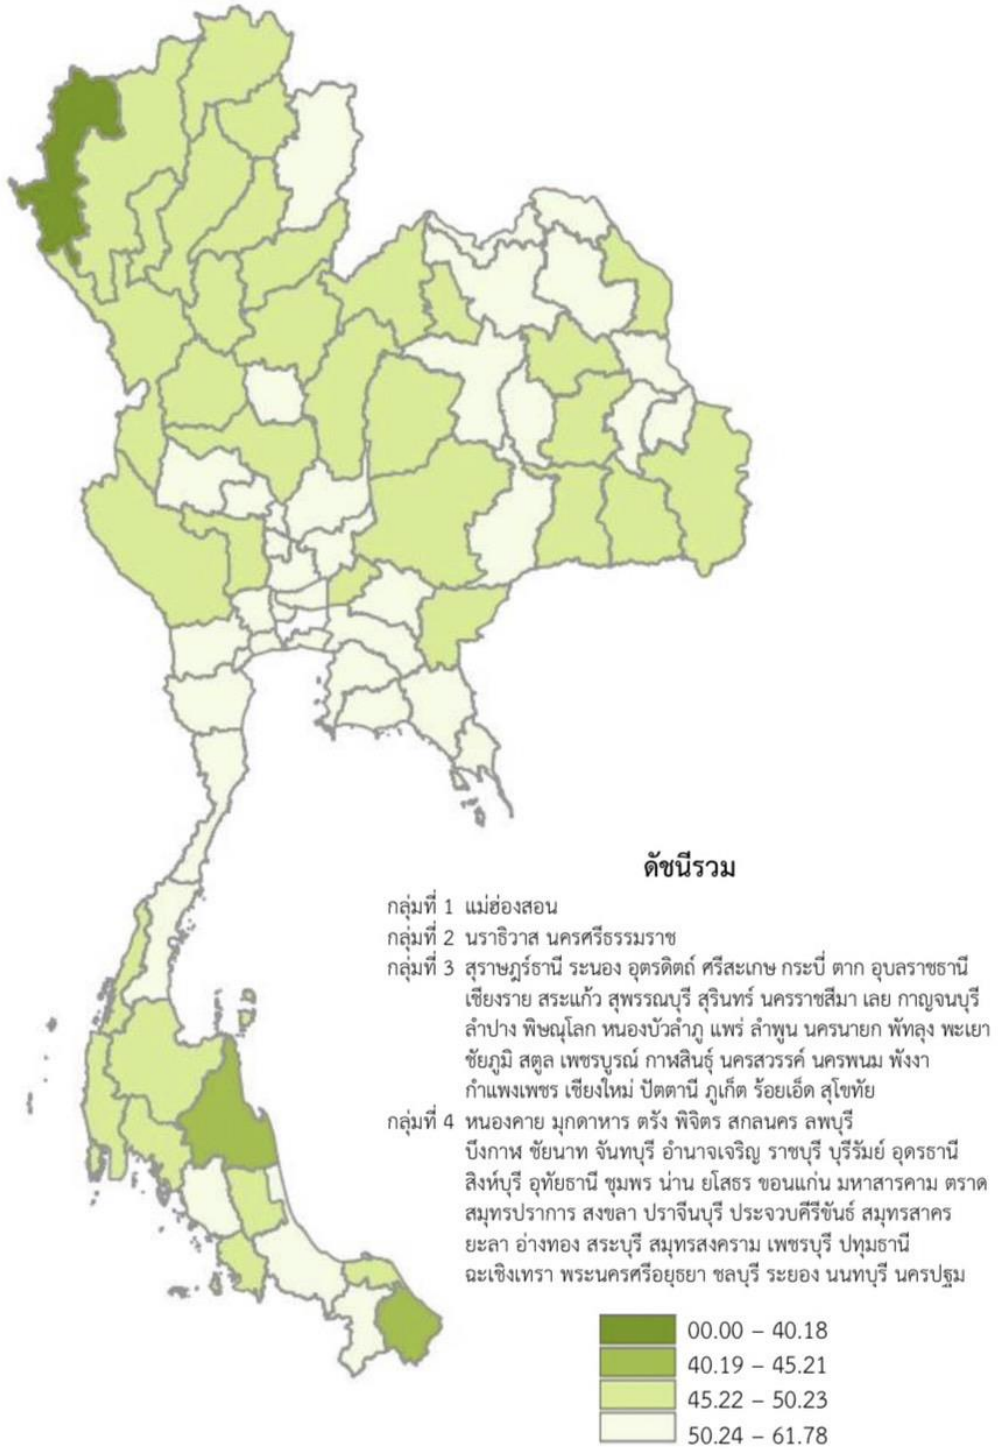 ดัชนีรวม
กลุ่มที่ 1 แม่ฮ่องสอน
กลุ่มที่ 2 นราธิวาส นครศรีธรรมราช
กลุ่มที่ 3 สุราษฎร์ธานี ระนอง อุตรดิตถ์ ศรีสะเกษ กระบี่ ตาก อุบลราชธานี
เชียงราย สระแก้ว สุพรรณบุรี สุรินทร์ นครราชสีมา เลย กาญจนบุรี
ลำปาง พิษณุโลก หนองบัวลำภู แพร่ ลำพูน นครนายก พัทลุง พะเยา
ชัยภูมิ สตูล เพชรบูรณ์ กาฬสินธุ์ นครสวรรค์ นครพนม พังงา
กำแพงเพชร เชียงใหม่ ปัตตานี ภูเก็ต ร้อยเอ็ด สุโขทัย
กลุ่มที่ 4 หนองคาย มุกดาหาร ตรัง พิจิตร สกลนคร ลพบุรี
บึงกาฬ ชัยนาท จันทบุรี อำนาจเจริญ ราชบุรี บุรีรัมย์ อุดรธานี
สิงห์บุรี อุทัยธานี ชุมพร น่าน ยโสธร ขอนแก่น มหาสารคาม ตราด
สมุทรปราการ สงขลา ปราจีนบุรี ประจวบคีรีขันธ์ สมุทรสาคร
ยะลา อ่างทอง สระบุรี สมุทรสงคราม เพชรบุรี ปทุมธานี
ฉะเชิงเทรา พระนครศรีอยุธยา ชลบุรี ระยอง นนทบุรี นครปฐม
00.00 – 40.18
40.19 – 45.21
45.22 – 50.23
50.24 – 61.78